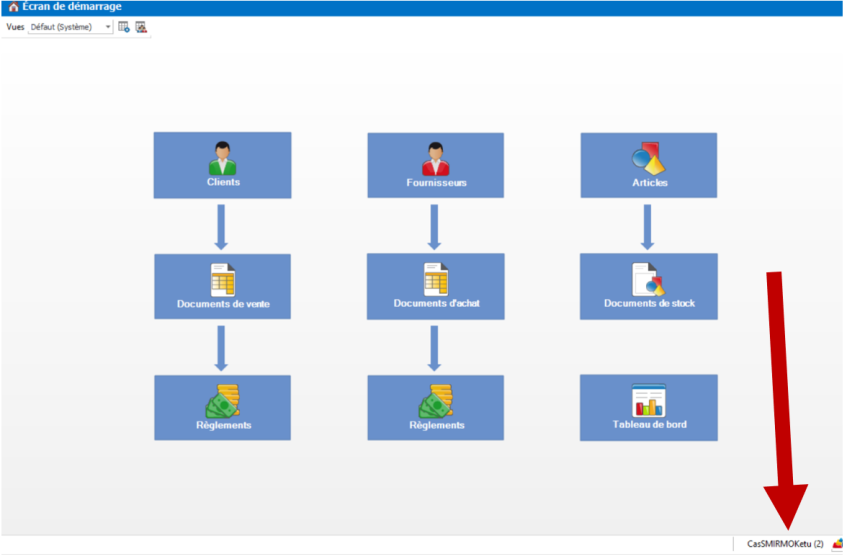 Écran de démarrage
Vues Défaut (Système)
Clients
Fournisseurs
Articles
Documents de vente
Documents d'achat
Documents de stock
Règlements
Règlements
Tableau de bord
CasSMIRMOKetu (2)